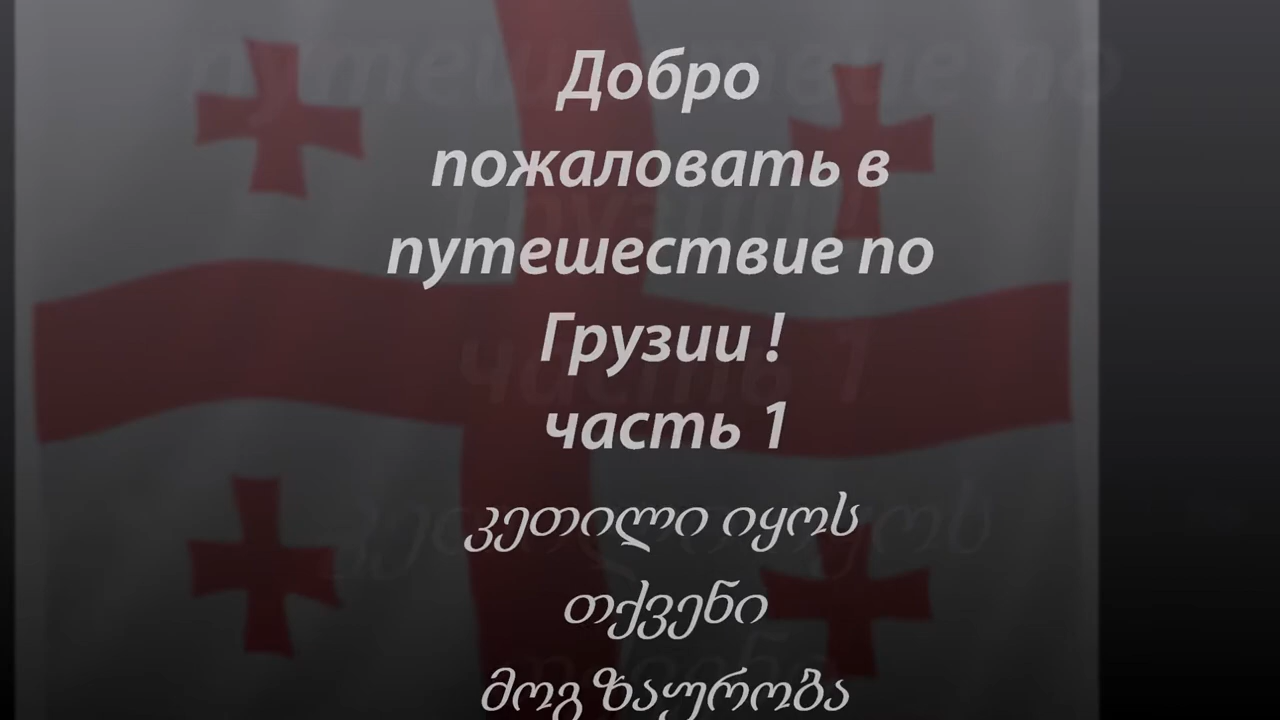 Добро
пожаловать в
путешествие по
Грузии !
часть 1
კეთილი იყოს
თქვენი
მოგზაურობა